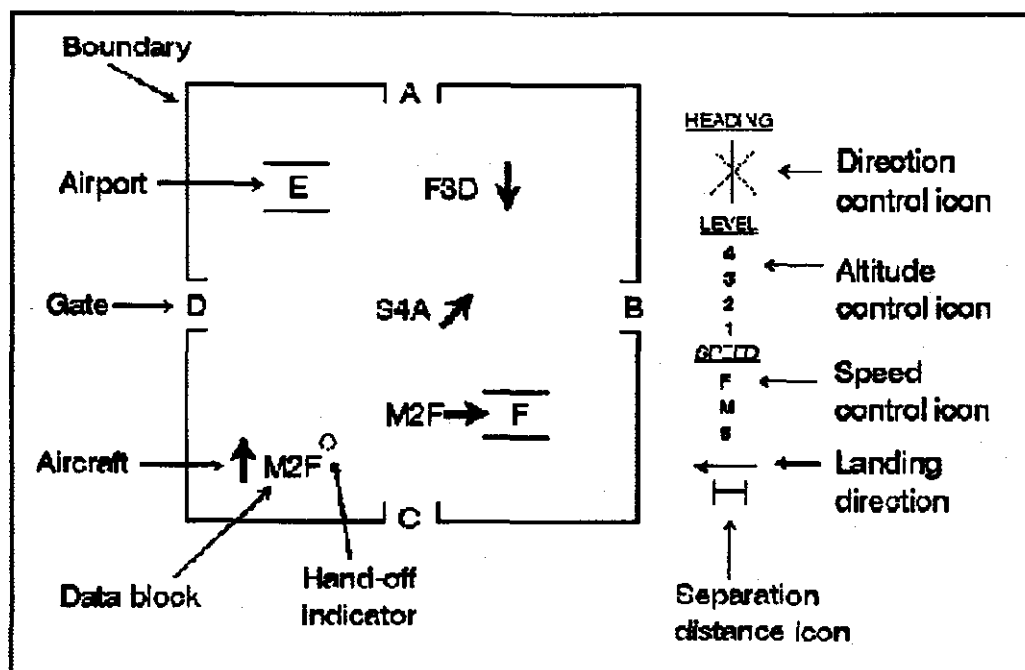 Boundary
A
HEADING
Airport
E
F3D
Direction
control icon
LEVEL
4
3
2
1
Altitude
control icon
Gate
D
S4A
B
SPEED
F
M
S
Speed
control icon
M2F
F
Aircraft
M2F
Landing
direction
C
Data block
Hand-off
indicator
Separation
distance icon